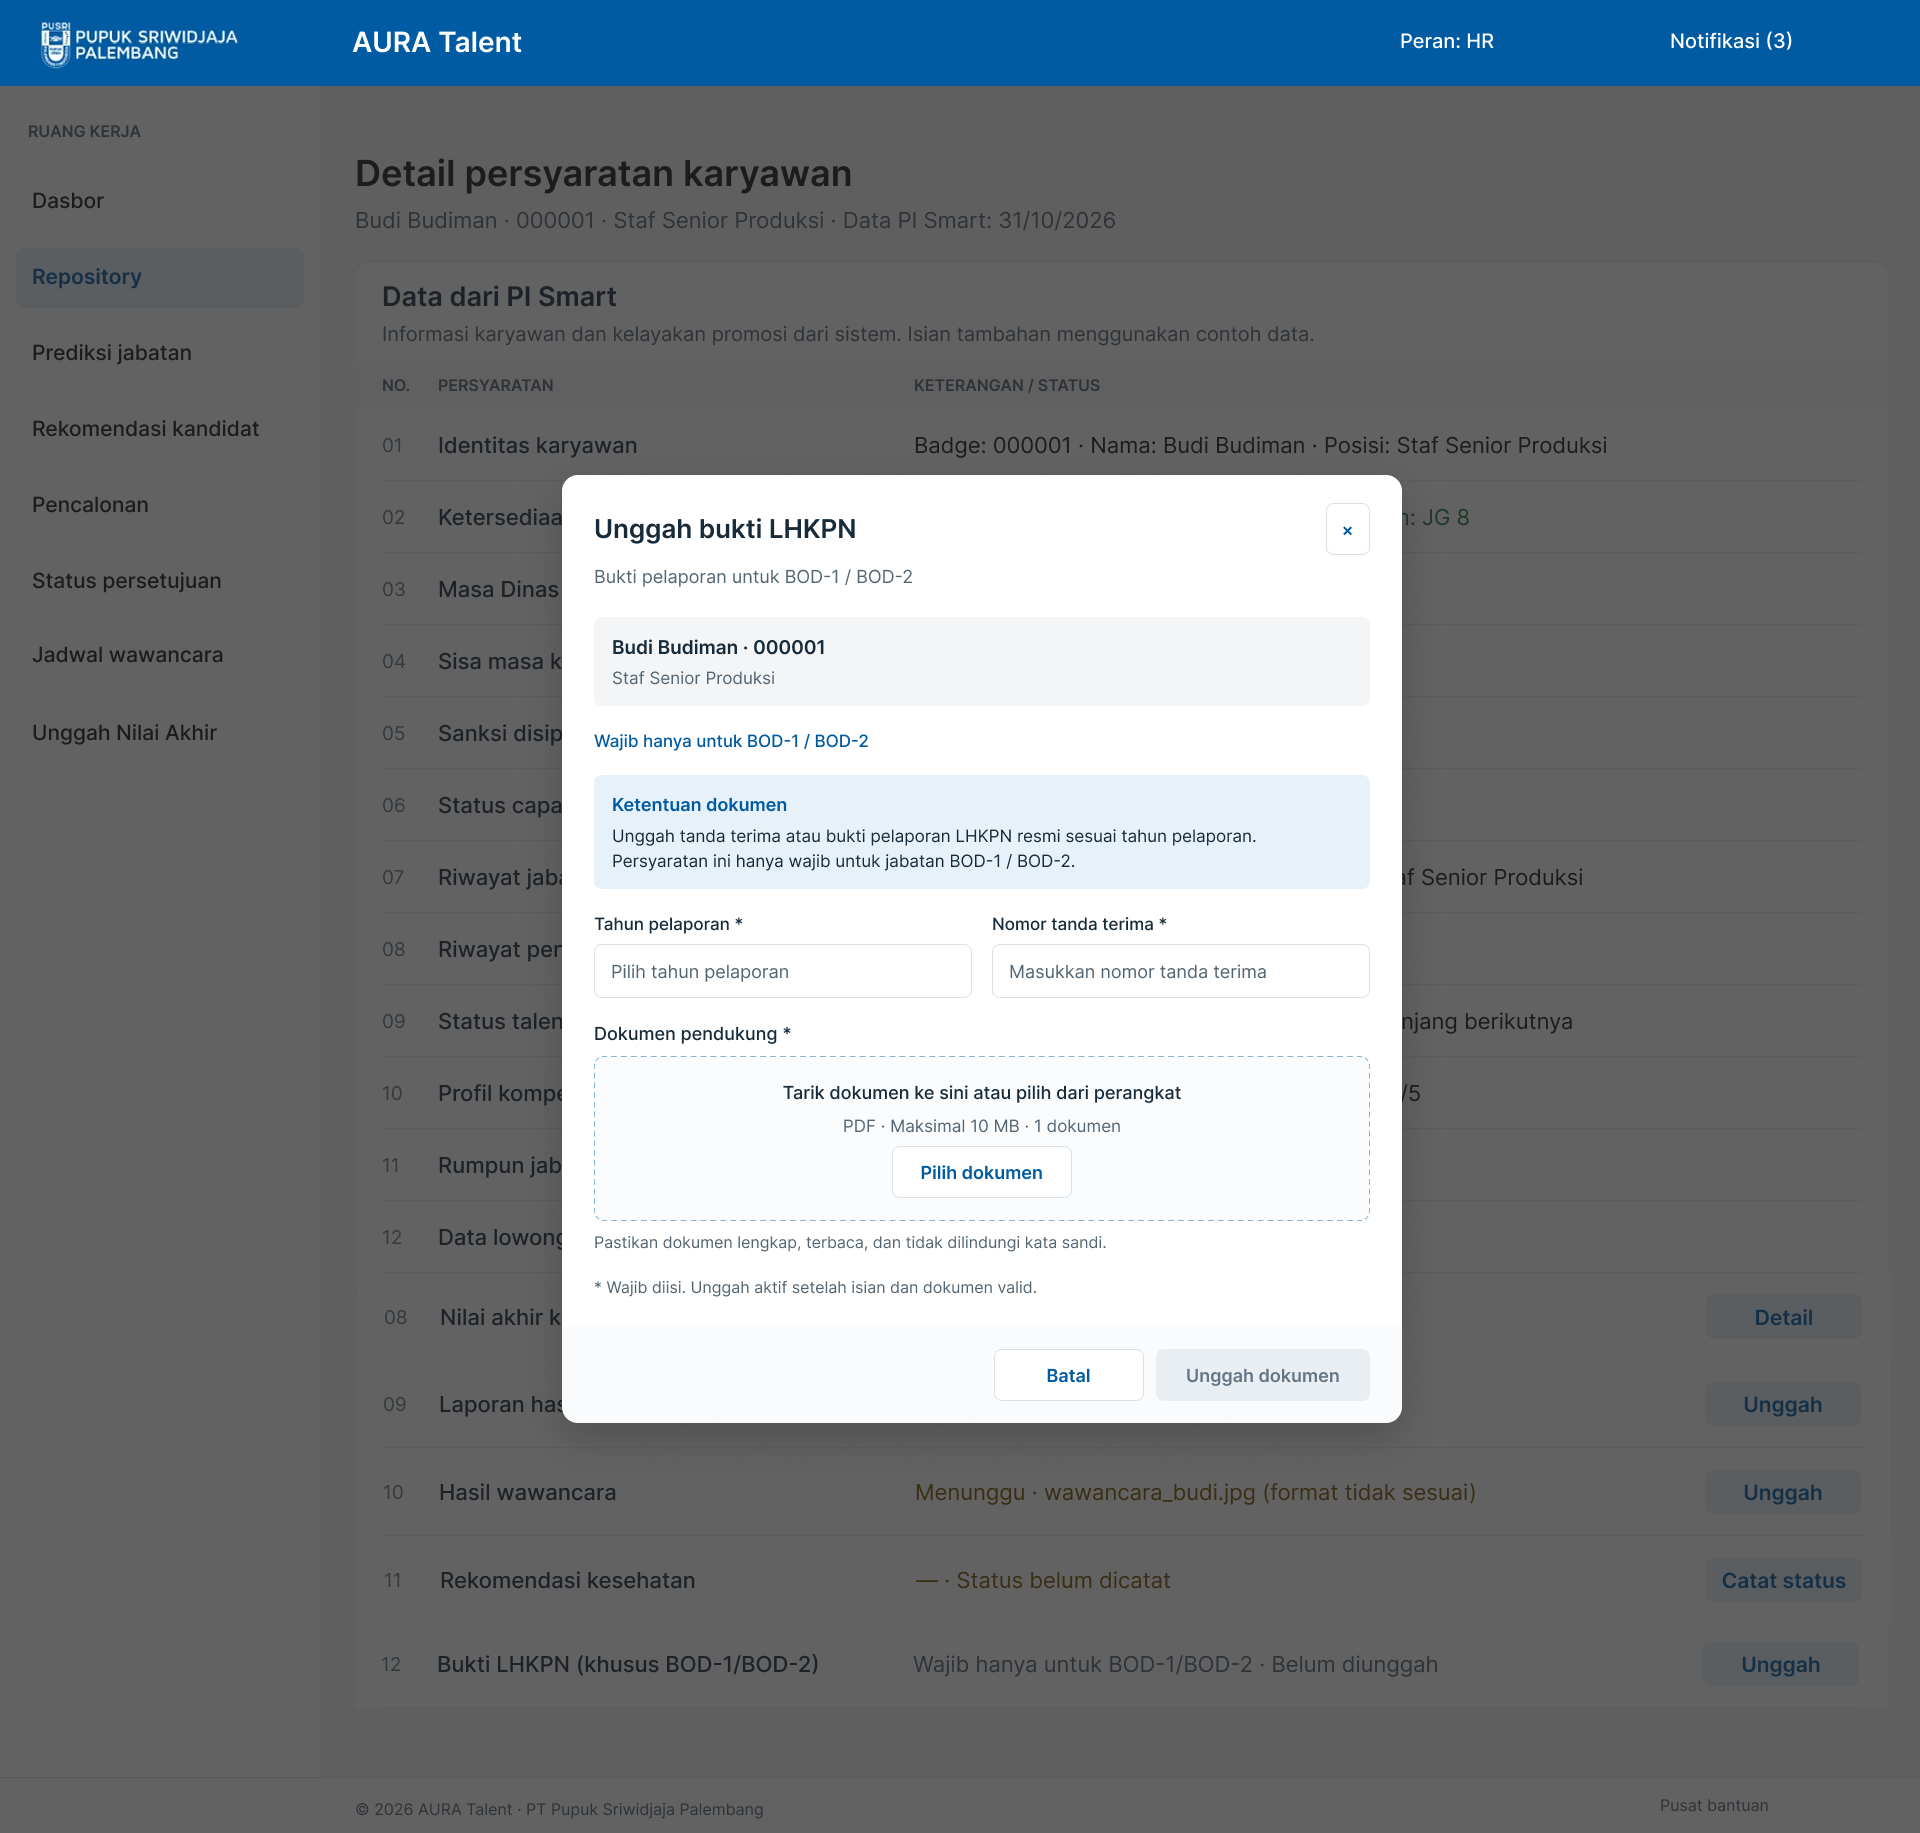 PUSRI
PUPUK SRIWIDJAJA
PALEMBANG
AURA Talent
Peran: HR
Notifikasi (3)
RUANG KERJA
Dasbor
Repository
Prediksi jabatan
Rekomendasi kandidat
Pencalonan
Status persetujuan
Jadwal wawancara
Unggah Nilai Akhir
Detail persyaratan karyawan
Budi Budiman · 000001 · Staf Senior Produksi · Data PI Smart: 31/10/2026
Data dari PI Smart
Informasi karyawan dan kelayakan promosi dari sistem. Isian tambahan menggunakan contoh data.
NO. PERSYARATAN KETERANGAN / STATUS
01 Identitas karyawan Badge: 000001 · Nama: Budi Budiman · Posisi: Staf Senior Produksi
02 Ketersediaa : JG 8
03 Masa Dinas
04 Sisa masa k
05 Sanksi disip
06 Status capa
07 Riwayat jaba af Senior Produksi
08 Riwayat pen
09 Status talen njang berikutnya
10 Profil kompe /5
11 Rumpun jab
12 Data lowong
08 Nilai akhir k Detail
09 Laporan has Unggah
10 Hasil wawancara Menunggu · wawancara_budi.jpg (format tidak sesuai) Unggah
11 Rekomendasi kesehatan — · Status belum dicatat Catat status
12 Bukti LHKPN (khusus BOD-1/BOD-2) Wajib hanya untuk BOD-1/BOD-2 · Belum diunggah Unggah
Unggah bukti LHKPN
×
Bukti pelaporan untuk BOD-1 / BOD-2
Budi Budiman · 000001
Staf Senior Produksi
Wajib hanya untuk BOD-1 / BOD-2
Ketentuan dokumen
Unggah tanda terima atau bukti pelaporan LHKPN resmi sesuai tahun pelaporan.
Persyaratan ini hanya wajib untuk jabatan BOD-1 / BOD-2.
Tahun pelaporan * Nomor tanda terima *
Pilih tahun pelaporan Masukkan nomor tanda terima
Dokumen pendukung *
Tarik dokumen ke sini atau pilih dari perangkat
PDF · Maksimal 10 MB · 1 dokumen
Pilih dokumen
Pastikan dokumen lengkap, terbaca, dan tidak dilindungi kata sandi.
* Wajib diisi. Unggah aktif setelah isian dan dokumen valid.
Batal Unggah dokumen
© 2026 AURA Talent · PT Pupuk Sriwidjaja Palembang
Pusat bantuan